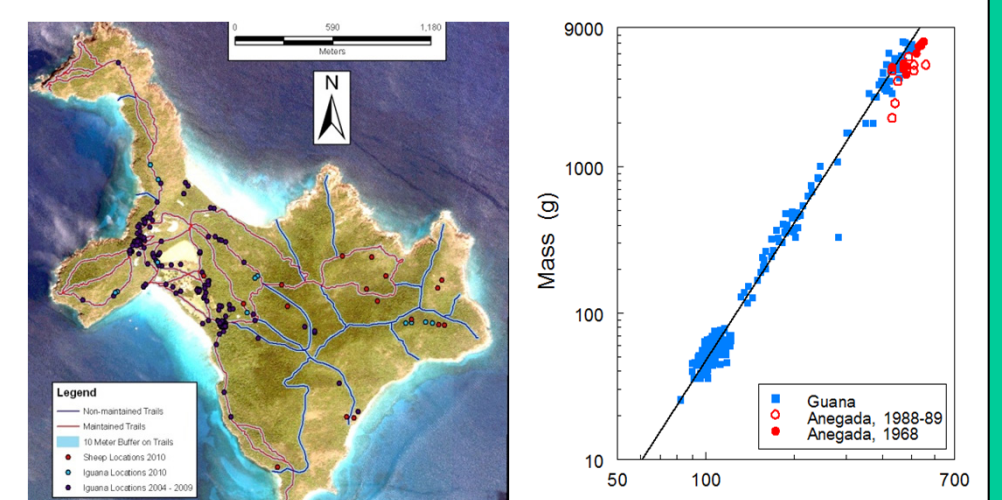 0 590 1,180
Meters
N
Legend
Non-maintained Trails
Maintained Trails
10 Meter Buffer on Trails
Sheep Locations 2010
Iguana Locations 2010
Iguana Locations 2004 - 2009
9000
1000
100
10
Mass (g)
50 100 700
Guana
Anegada, 1988-89
Anegada, 1968